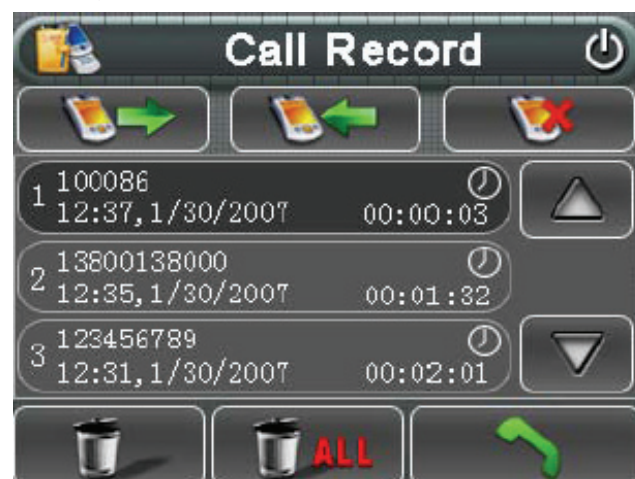 Call Record
1 100086
12:37, 1/30/2007 00:00:03
2 13800138000
12:35, 1/30/2007 00:01:32
3 123456789
12:31, 1/30/2007 00:02:01
ALL